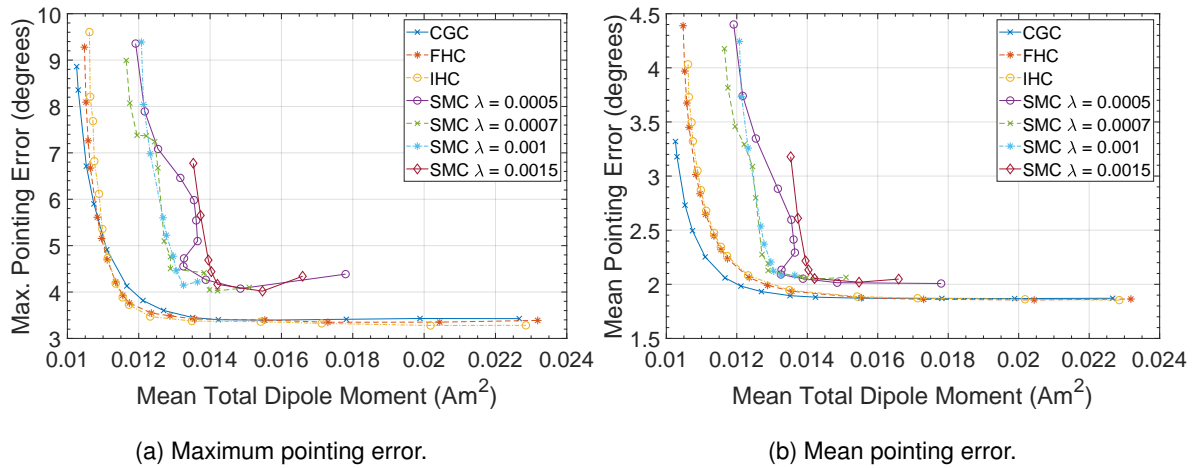 10
9
8
7
6
5
4
3
0.01
0.012
0.014
0.016
0.018
0.02
0.022
0.024
Max. Pointing Error (degrees)
Mean Total Dipole Moment (Am²)
CGC
FHC
IHC
SMC λ = 0.0005
SMC λ = 0.0007
SMC λ = 0.001
SMC λ = 0.0015
(a) Maximum pointing error.
4.5
4
3.5
3
2.5
2
1.5
0.01
0.012
0.014
0.016
0.018
0.02
0.022
0.024
Mean Pointing Error (degrees)
Mean Total Dipole Moment (Am²)
CGC
FHC
IHC
SMC λ = 0.0005
SMC λ = 0.0007
SMC λ = 0.001
SMC λ = 0.0015
(b) Mean pointing error.